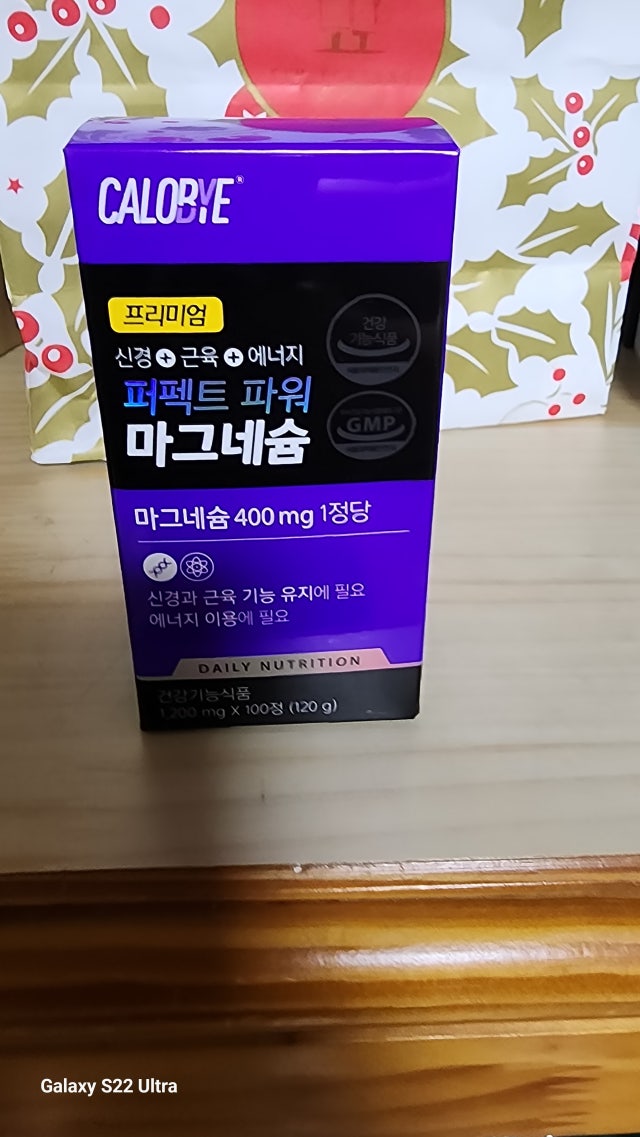 CALOBYE®
프리미엄
신경+근육+에너지
퍼펙트 파워
마그네슘
건강
기능식품
GMP
마그네슘 400 mg 1정당
신경과 근육 기능 유지에 필요
에너지 이용에 필요
DAILY NUTRITION
건강기능식품
1,200 mg X 100정 (120 g)
Galaxy S22 Ultra